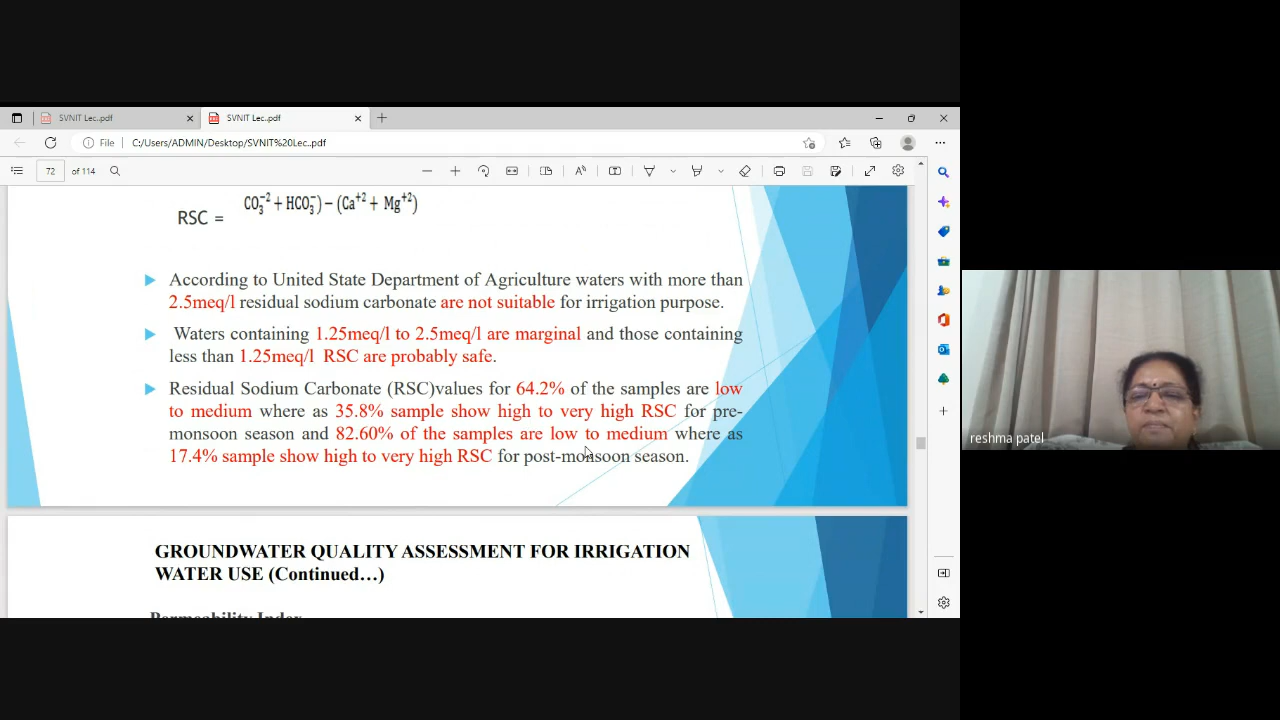 SVNIT Lec..pdf
SVNIT Lec..pdf
File
C:/Users/ADMIN/Desktop/SVNIT%20Lec..pdf
72 of 114
CO₃⁻² + HCO₃⁻) − (Ca⁺² + Mg⁺²)
RSC =
According to United State Department of Agriculture waters with more than
2.5meq/l residual sodium carbonate are not suitable for irrigation purpose.
Waters containing 1.25meq/l to 2.5meq/l are marginal and those containing
less than 1.25meq/l RSC are probably safe.
Residual Sodium Carbonate (RSC)values for 64.2% of the samples are low
to medium where as 35.8% sample show high to very high RSC for pre-
monsoon season and 82.60% of the samples are low to medium where as
17.4% sample show high to very high RSC for post-monsoon season.
GROUNDWATER QUALITY ASSESSMENT FOR IRRIGATION
WATER USE (Continued…)
Permeability Index
reshma patel